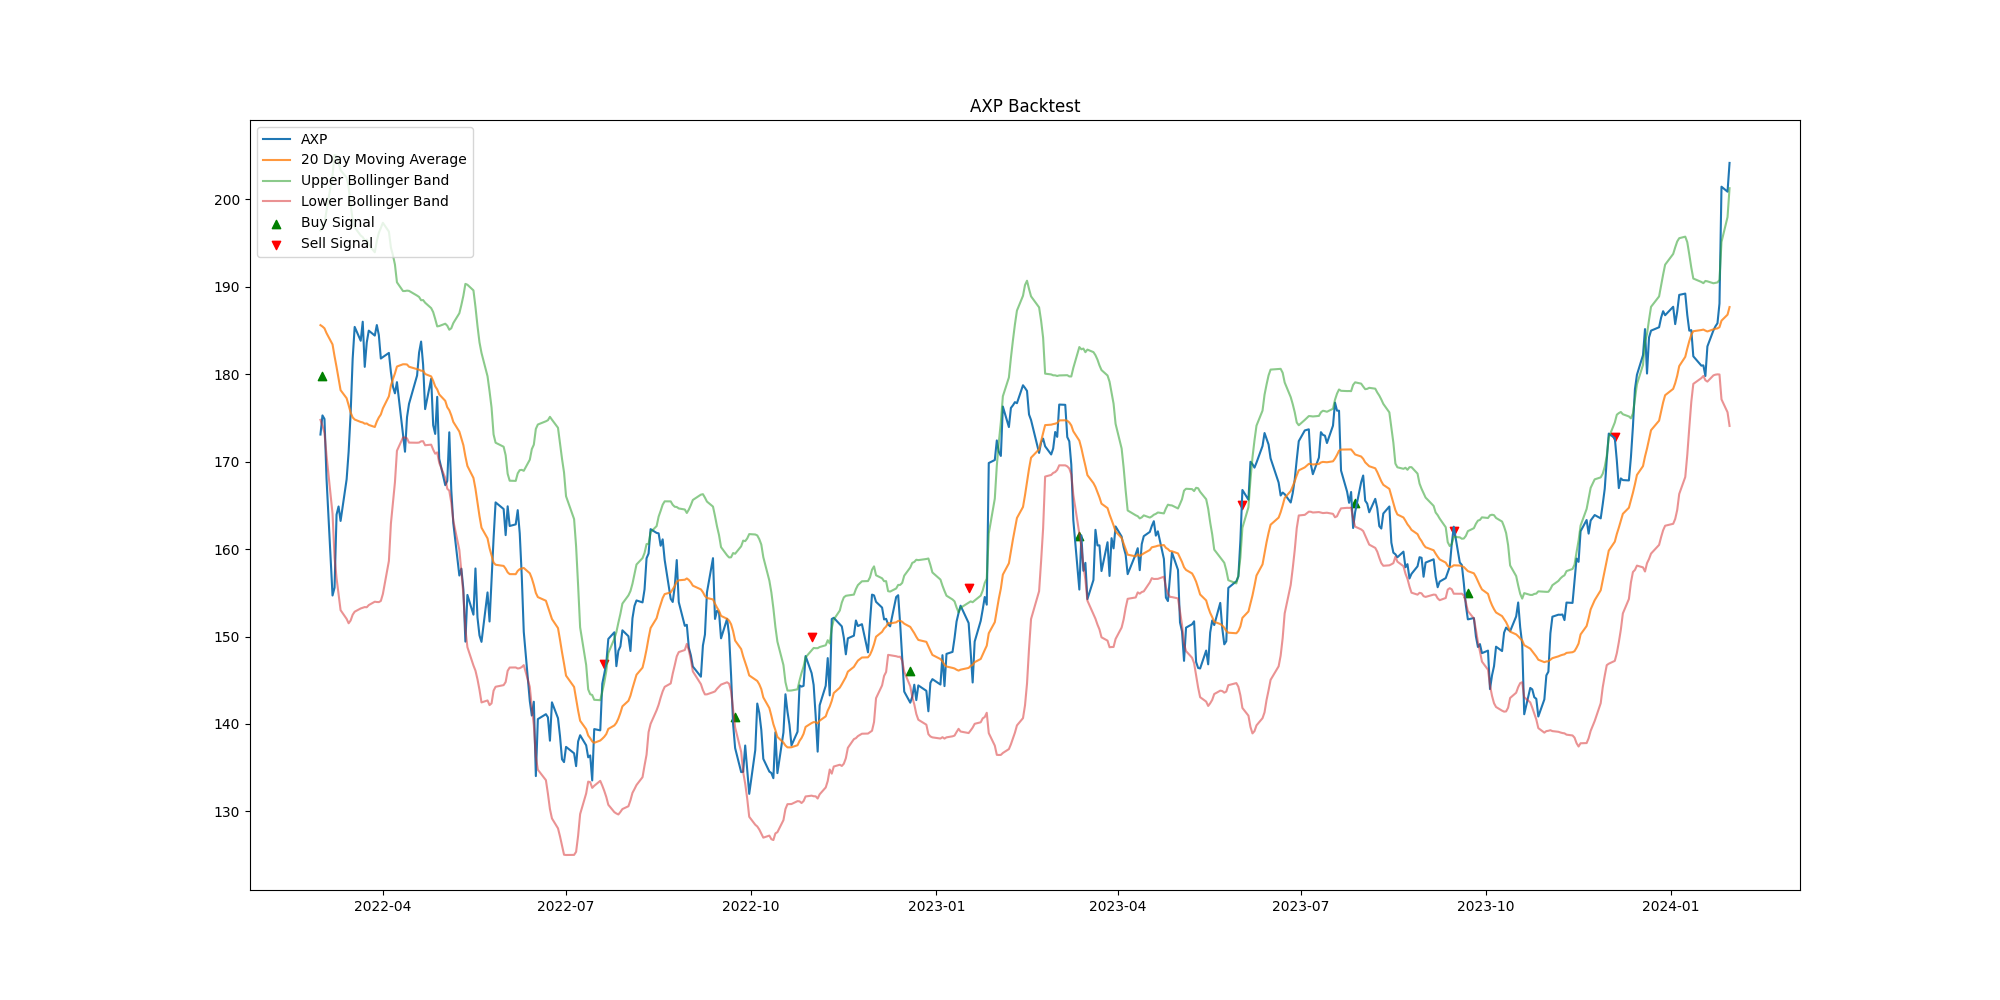 AXP Backtest
AXP
20 Day Moving Average
Upper Bollinger Band
Lower Bollinger Band
Buy Signal
Sell Signal
200
190
180
170
160
150
140
130
2022-04 2022-07 2022-10 2023-01 2023-04 2023-07 2023-10 2024-01